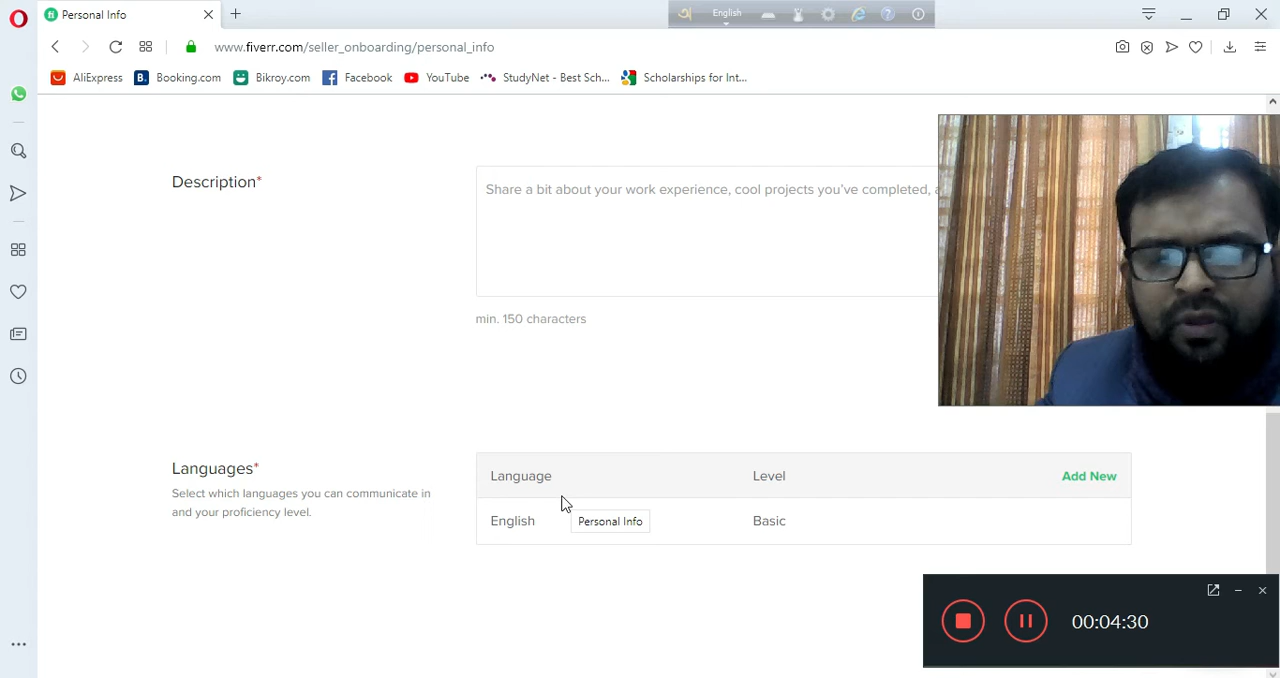 Personal Info
অ English
www.fiverr.com/seller_onboarding/personal_info
AliExpress B. Booking.com Bikroy.com Facebook YouTube StudyNet - Best Sch... Scholarships for Int...
Description*
Share a bit about your work experience, cool projects you've completed, a
min. 150 characters
Languages*
Select which languages you can communicate in
and your proficiency level.
Language Level Add New
English Personal Info Basic
00:04:30